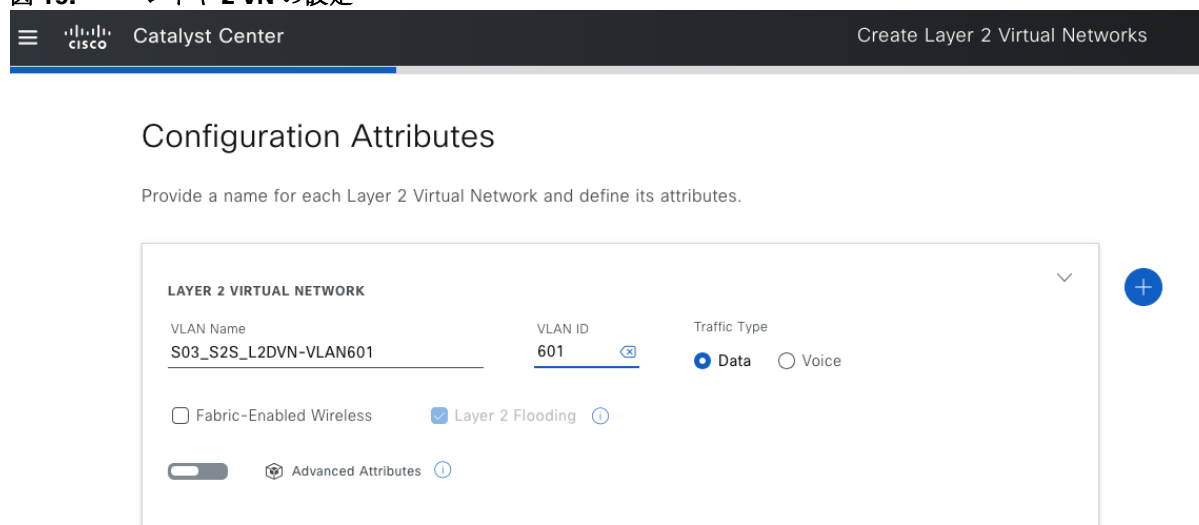 Catalyst Center
Create Layer 2 Virtual Networks
cisco
Configuration Attributes
Provide a name for each Layer 2 Virtual Network and define its attributes.
LAYER 2 VIRTUAL NETWORK
VLAN Name
VLAN ID
Traffic Type
S03_S2S_L2DVN-VLAN601
601
Data
Voice
Fabric-Enabled Wireless
Layer 2 Flooding
Advanced Attributes